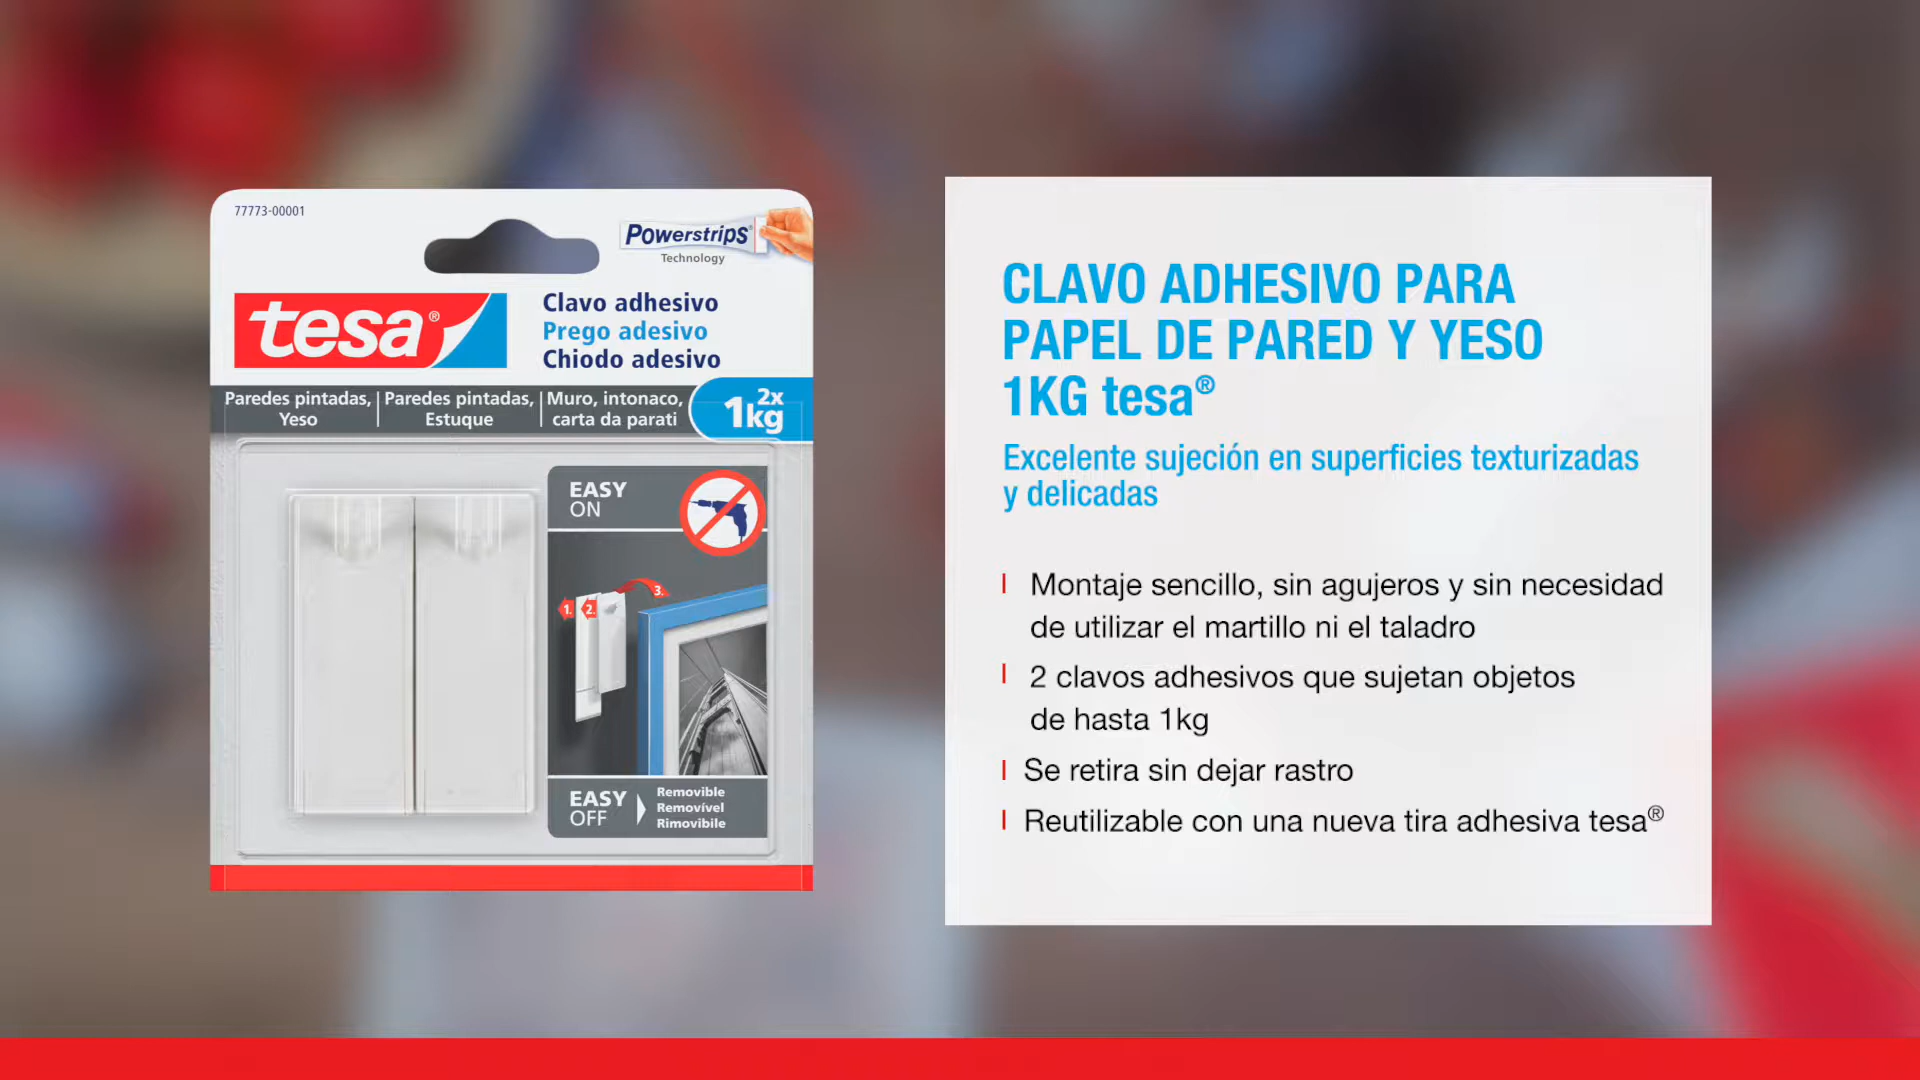 77773-00001
Powerstrips®
Technology
tesa®
Clavo adhesivo
Prego adesivo
Chiodo adesivo
Paredes pintadas,
Yeso
Paredes pintadas,
Estuque
Muro, intonaco,
carta da parati
2x
1kg
EASY
ON
1.
2.
3.
EASY
OFF
Removible
Removível
Rimovibile
CLAVO ADHESIVO PARA
PAPEL DE PARED Y YESO
1KG tesa®
Excelente sujeción en superficies texturizadas
y delicadas
Montaje sencillo, sin agujeros y sin necesidad
de utilizar el martillo ni el taladro
2 clavos adhesivos que sujetan objetos
de hasta 1kg
Se retira sin dejar rastro
Reutilizable con una nueva tira adhesiva tesa®